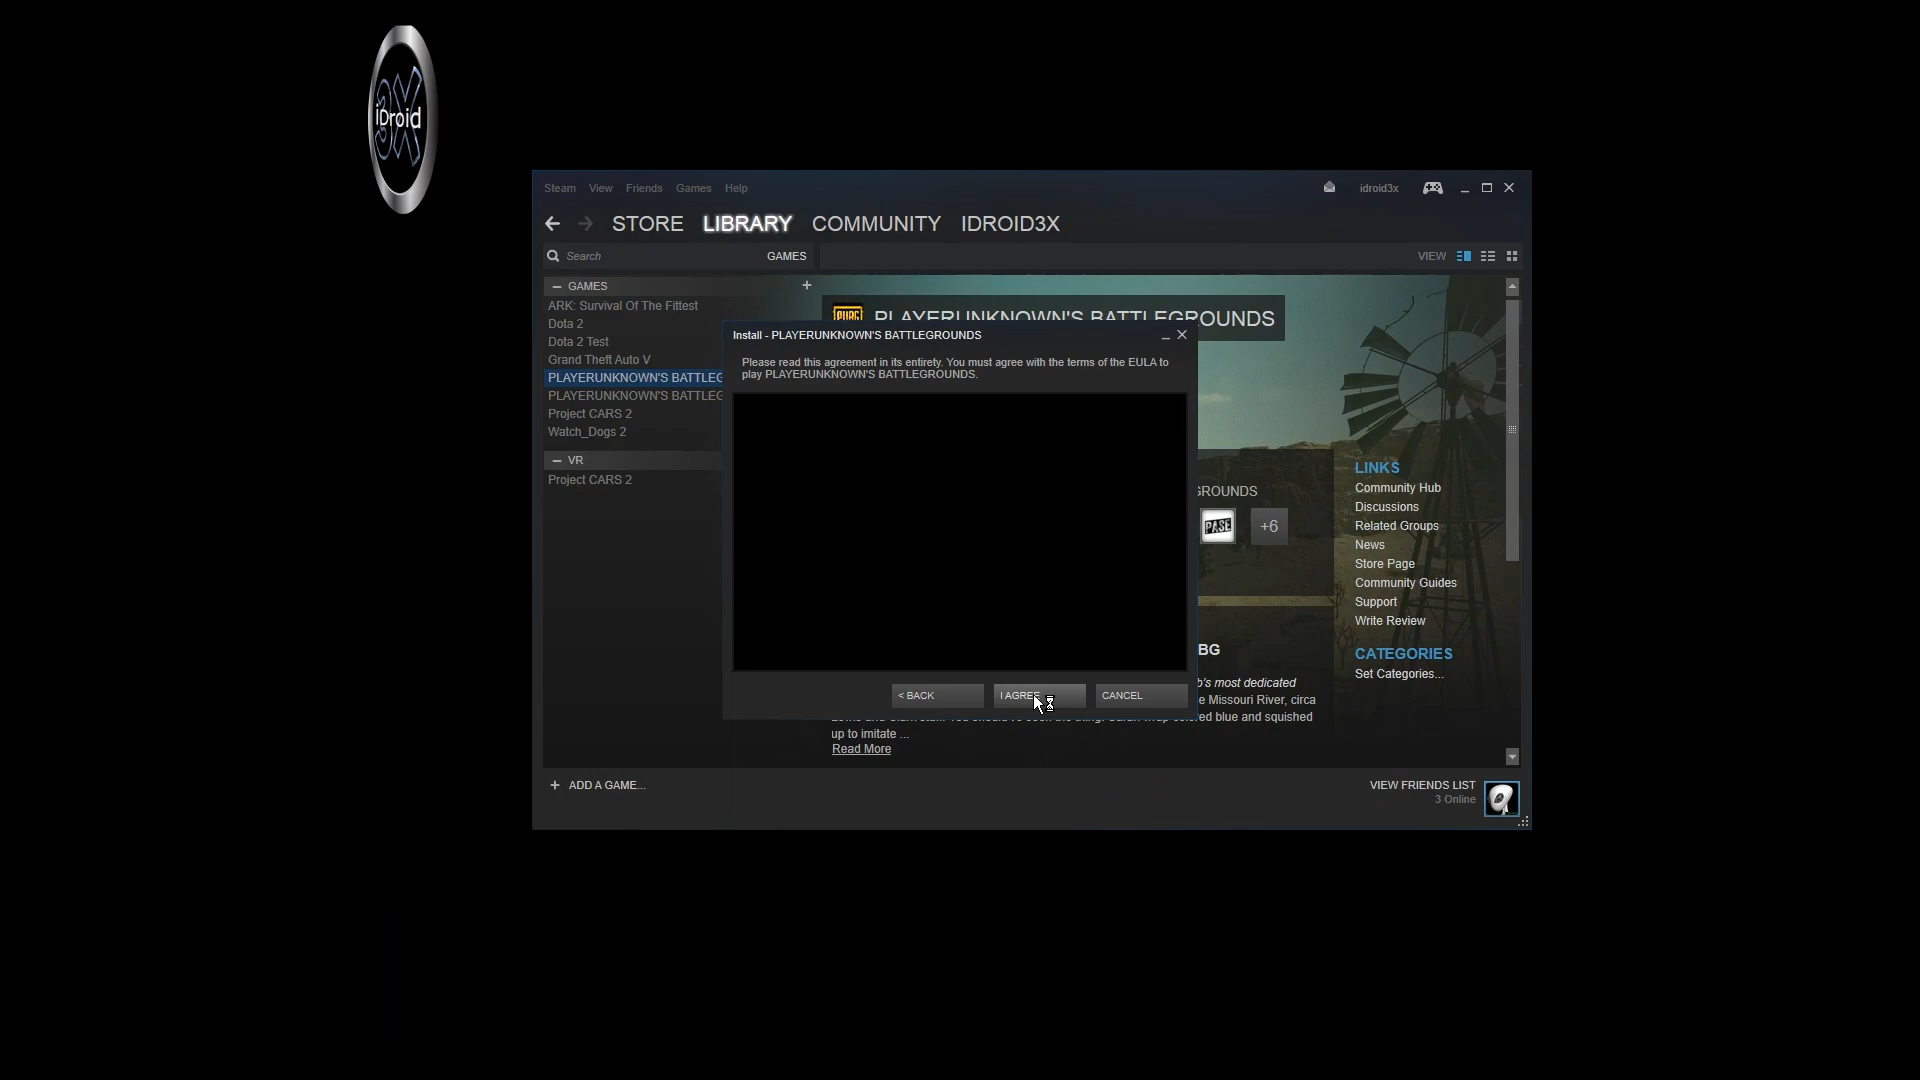 iDroid
3X
Steam View Friends Games Help
idroid3x
STORE LIBRARY COMMUNITY IDROID3X
Search
GAMES
VIEW
GAMES
ARK: Survival Of The Fittest
Dota 2
Dota 2 Test
Grand Theft Auto V
PLAYERUNKNOWN'S BATTLEG
PLAYERUNKNOWN'S BATTLEG
Project CARS 2
Watch_Dogs 2
VR
Project CARS 2
PUBG
PLAYERUNKNOWN'S BATTLEGROUNDS
Install - PLAYERUNKNOWN'S BATTLEGROUNDS
Please read this agreement in its entirety. You must agree with the terms of the EULA to
play PLAYERUNKNOWN'S BATTLEGROUNDS.
< BACK
I AGREE
CANCEL
GROUNDS
PASE
+6
BG
b's most dedicated
e Missouri River, circa
ed blue and squished
up to imitate ...
Read More
LINKS
Community Hub
Discussions
Related Groups
News
Store Page
Community Guides
Support
Write Review
CATEGORIES
Set Categories...
+ ADD A GAME...
VIEW FRIENDS LIST
3 Online